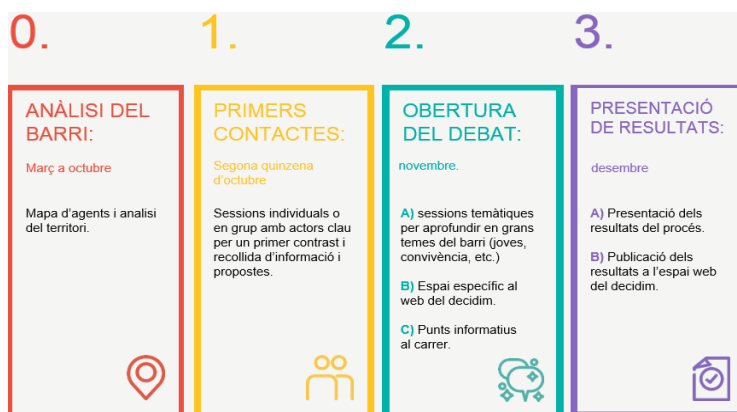 0.
ANÀLISI DEL
BARRI:
Març a octubre
Mapa d'agents i analisi
del territori.
1.
PRIMERS
CONTACTES:
Segona quinzena
d'octubre
Sessions individuals o
en grup amb actors clau
per un primer contrast i
recollida d'informació i
propostes.
2.
OBERTURA
DEL DEBAT:
novembre.
A) sessions temàtiques
per aprofundir en grans
temes del barri (joves,
convivència, etc.)
B) Espai específic al
web del decidim.
C) Punts informatius
al carrer.
3.
PRESENTACIÓ
DE RESULTATS:
desembre
A) Presentació dels
resultats del procés.
B) Publicació dels
resultats a l'espai web
del decidim.